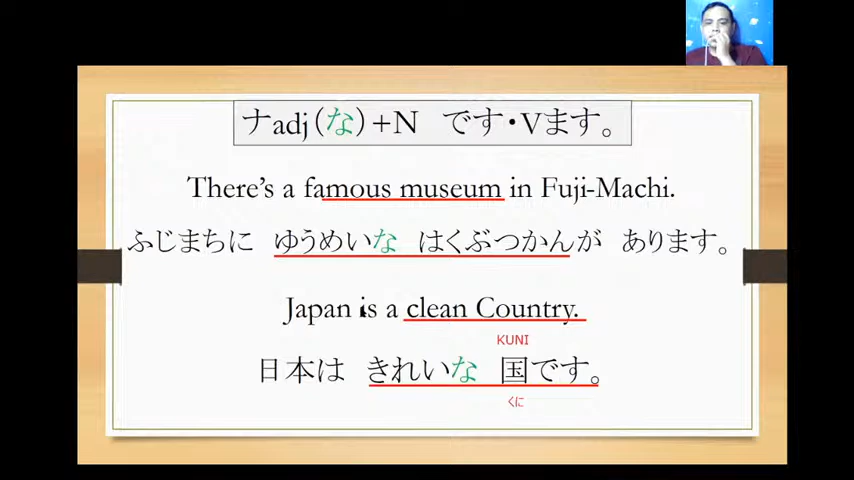 ナadj(な)+N です・Vます。
There's a famous museum in Fuji-Machi.
ふじまちに ゆうめいな はくぶつかんが あります。
Japan is a clean Country.
KUNI
日本は きれいな 国です。
くに